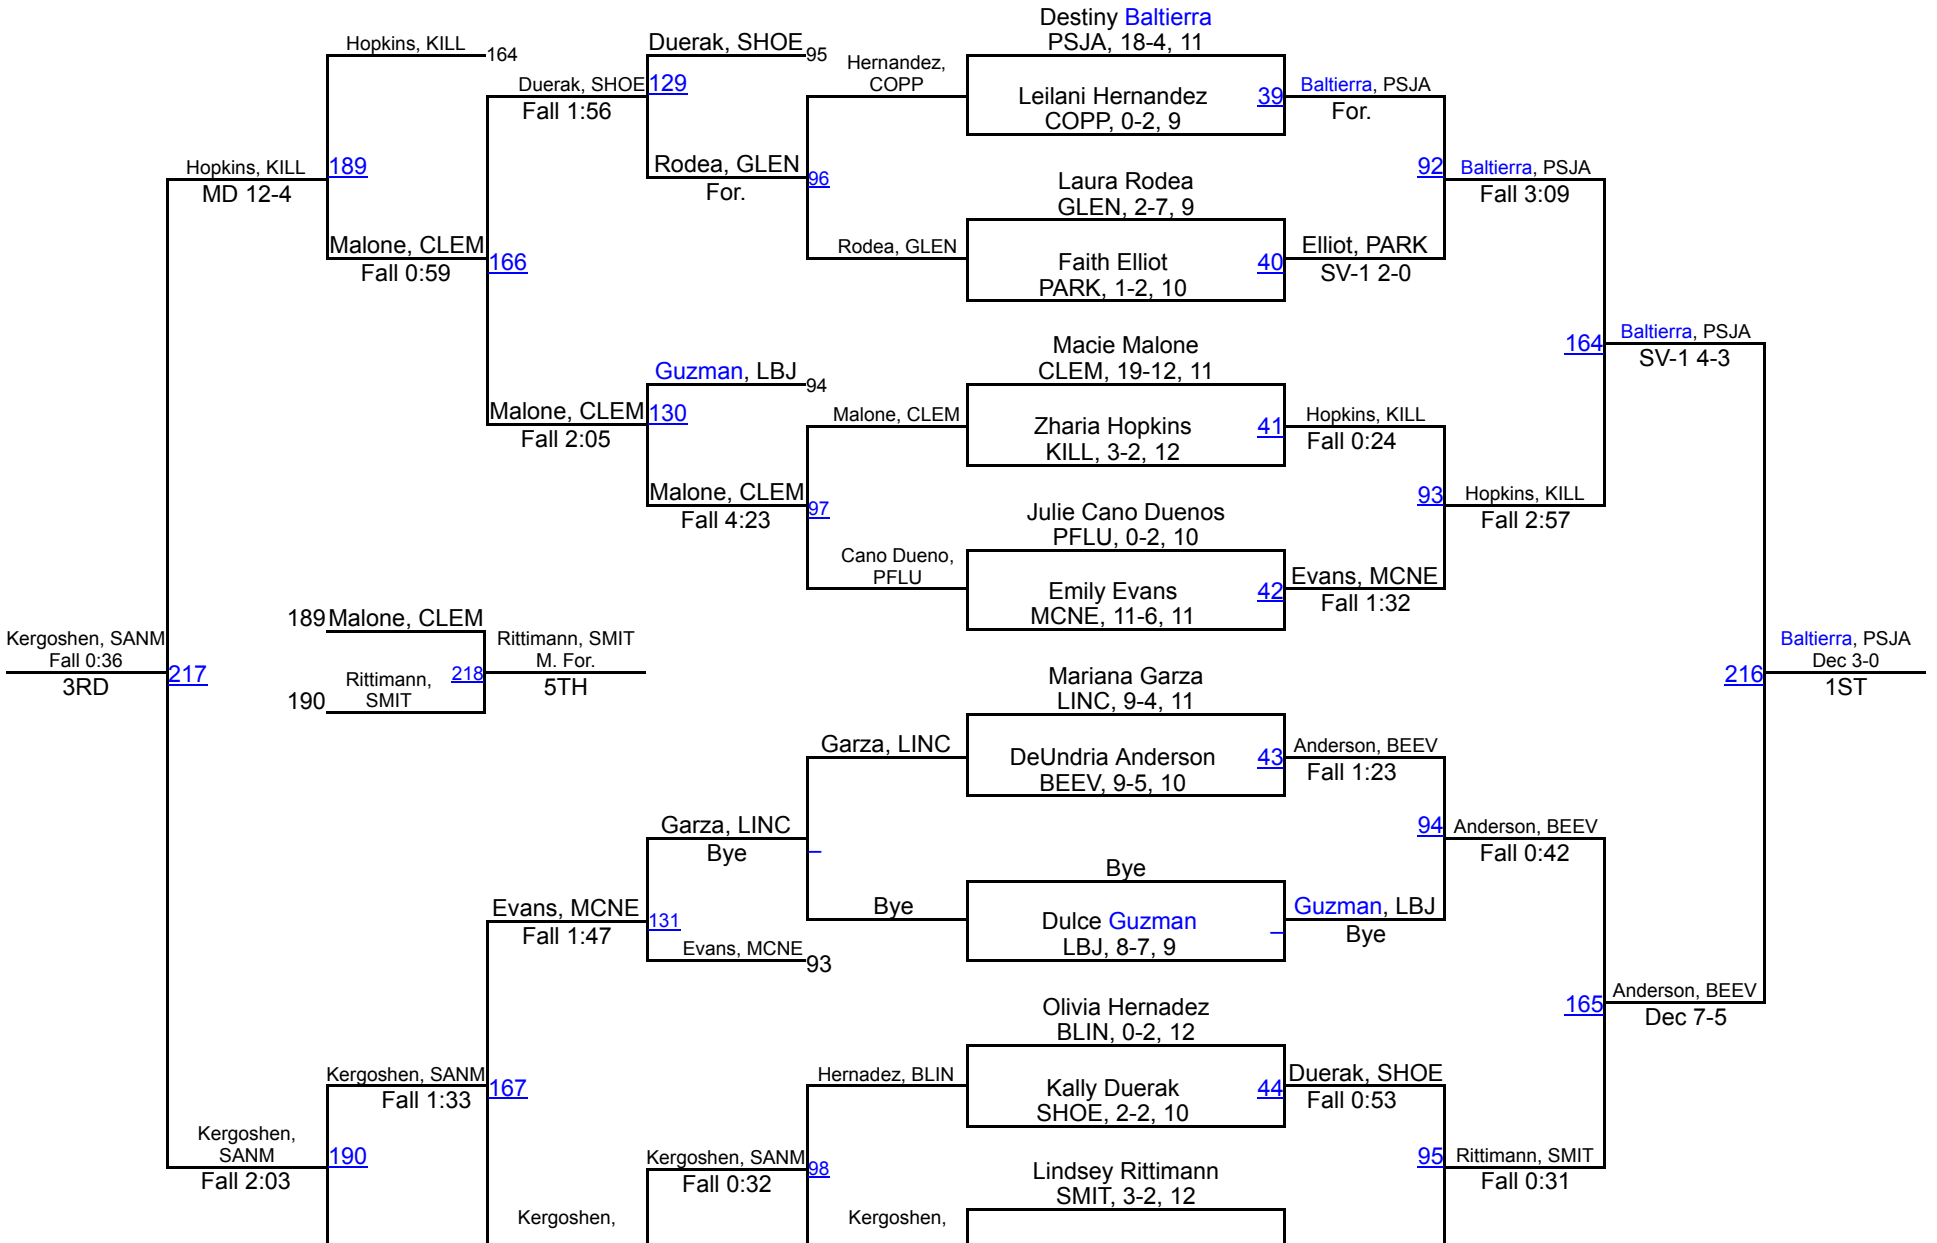 Destiny Baltierra
PSJA, 18-4, 11
Hopkins, KILL
164
Duerak, SHOE
95
Hernandez,
COPP
Duerak, SHOE
129
Fall 1:56
Leilani Hernandez
COPP, 0-2, 9
39
Baltierra, PSJA
For.
Hopkins, KILL
MD 12-4
189
Rodea, GLEN
For.
96
Laura Rodea
GLEN, 2-7, 9
92
Baltierra, PSJA
Fall 3:09
Malone, CLEM
Fall 0:59
166
Rodea, GLEN
Faith Elliot
PARK, 1-2, 10
40
Elliot, PARK
SV-1 2-0
Macie Malone
CLEM, 19-12, 11
164
Baltierra, PSJA
SV-1 4-3
Guzman, LBJ
94
Malone, CLEM
Fall 2:05
130
Malone, CLEM
Zharia Hopkins
KILL, 3-2, 12
41
Hopkins, KILL
Fall 0:24
Malone, CLEM
Fall 4:23
97
Julie Cano Duenos
PFLU, 0-2, 10
93
Hopkins, KILL
Fall 2:57
Cano Dueno,
PFLU
Emily Evans
MCNE, 11-6, 11
42
Evans, MCNE
Fall 1:32
189
Malone, CLEM
Kergoshen, SANM
Fall 0:36
3RD
217
190
Rittimann,
SMIT
218
Rittimann, SMIT
M. For.
5TH
Mariana Garza
LINC, 9-4, 11
216
Baltierra, PSJA
Dec 3-0
1ST
Garza, LINC
DeUndria Anderson
BEEV, 9-5, 10
43
Anderson, BEEV
Fall 1:23
Garza, LINC
Bye
94
Anderson, BEEV
Fall 0:42
Bye
Evans, MCNE
Fall 1:47
131
Bye
Dulce Guzman
LBJ, 8-7, 9
Guzman, LBJ
Bye
Evans, MCNE
93
Olivia Hernadez
BLIN, 0-2, 12
165
Anderson, BEEV
Dec 7-5
Kergoshen, SANM
Fall 1:33
167
Hernadez, BLIN
Kally Duerak
SHOE, 2-2, 10
44
Duerak, SHOE
Fall 0:53
Kergoshen,
SANM
Fall 2:03
190
Kergoshen, SANM
Fall 0:32
98
Lindsey Rittimann
SMIT, 3-2, 12
95
Rittimann, SMIT
Fall 0:31
Kergoshen,
Kergoshen,